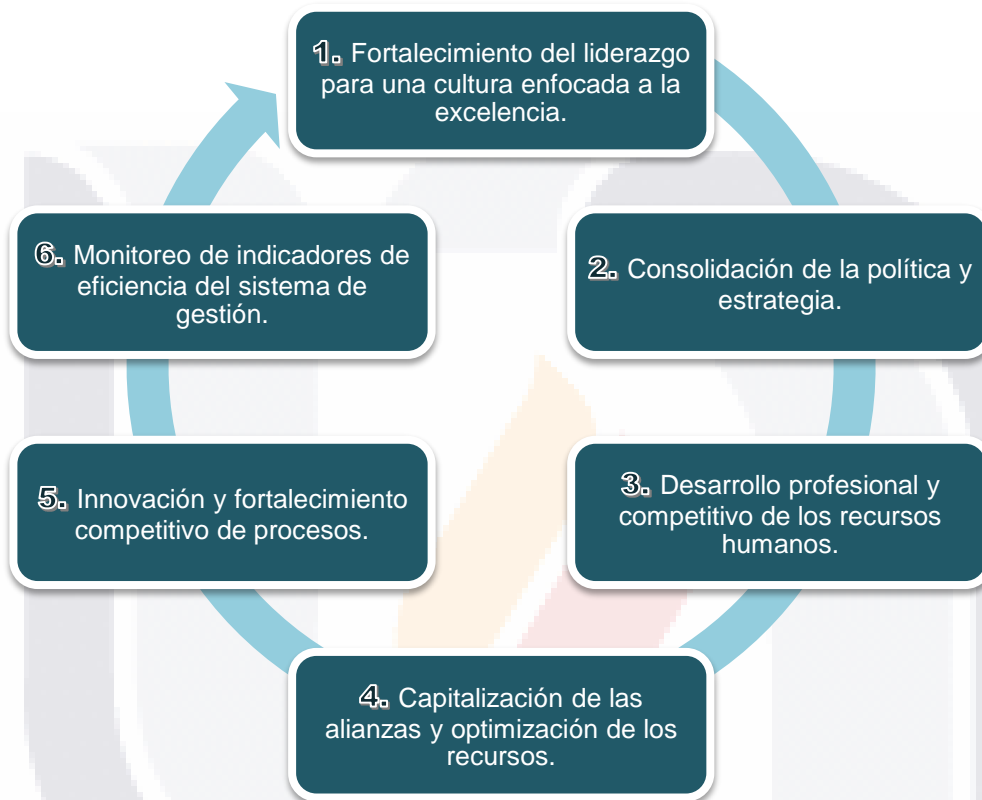 1. Fortalecimiento del liderazgo
para una cultura enfocada a la
excelencia.
2. Consolidación de la política y
estrategia.
3. Desarrollo profesional y
competitivo de los recursos
humanos.
4. Capitalización de las
alianzas y optimización de los
recursos.
5. Innovación y fortalecimiento
competitivo de procesos.
6. Monitoreo de indicadores de
eficiencia del sistema de
gestión.